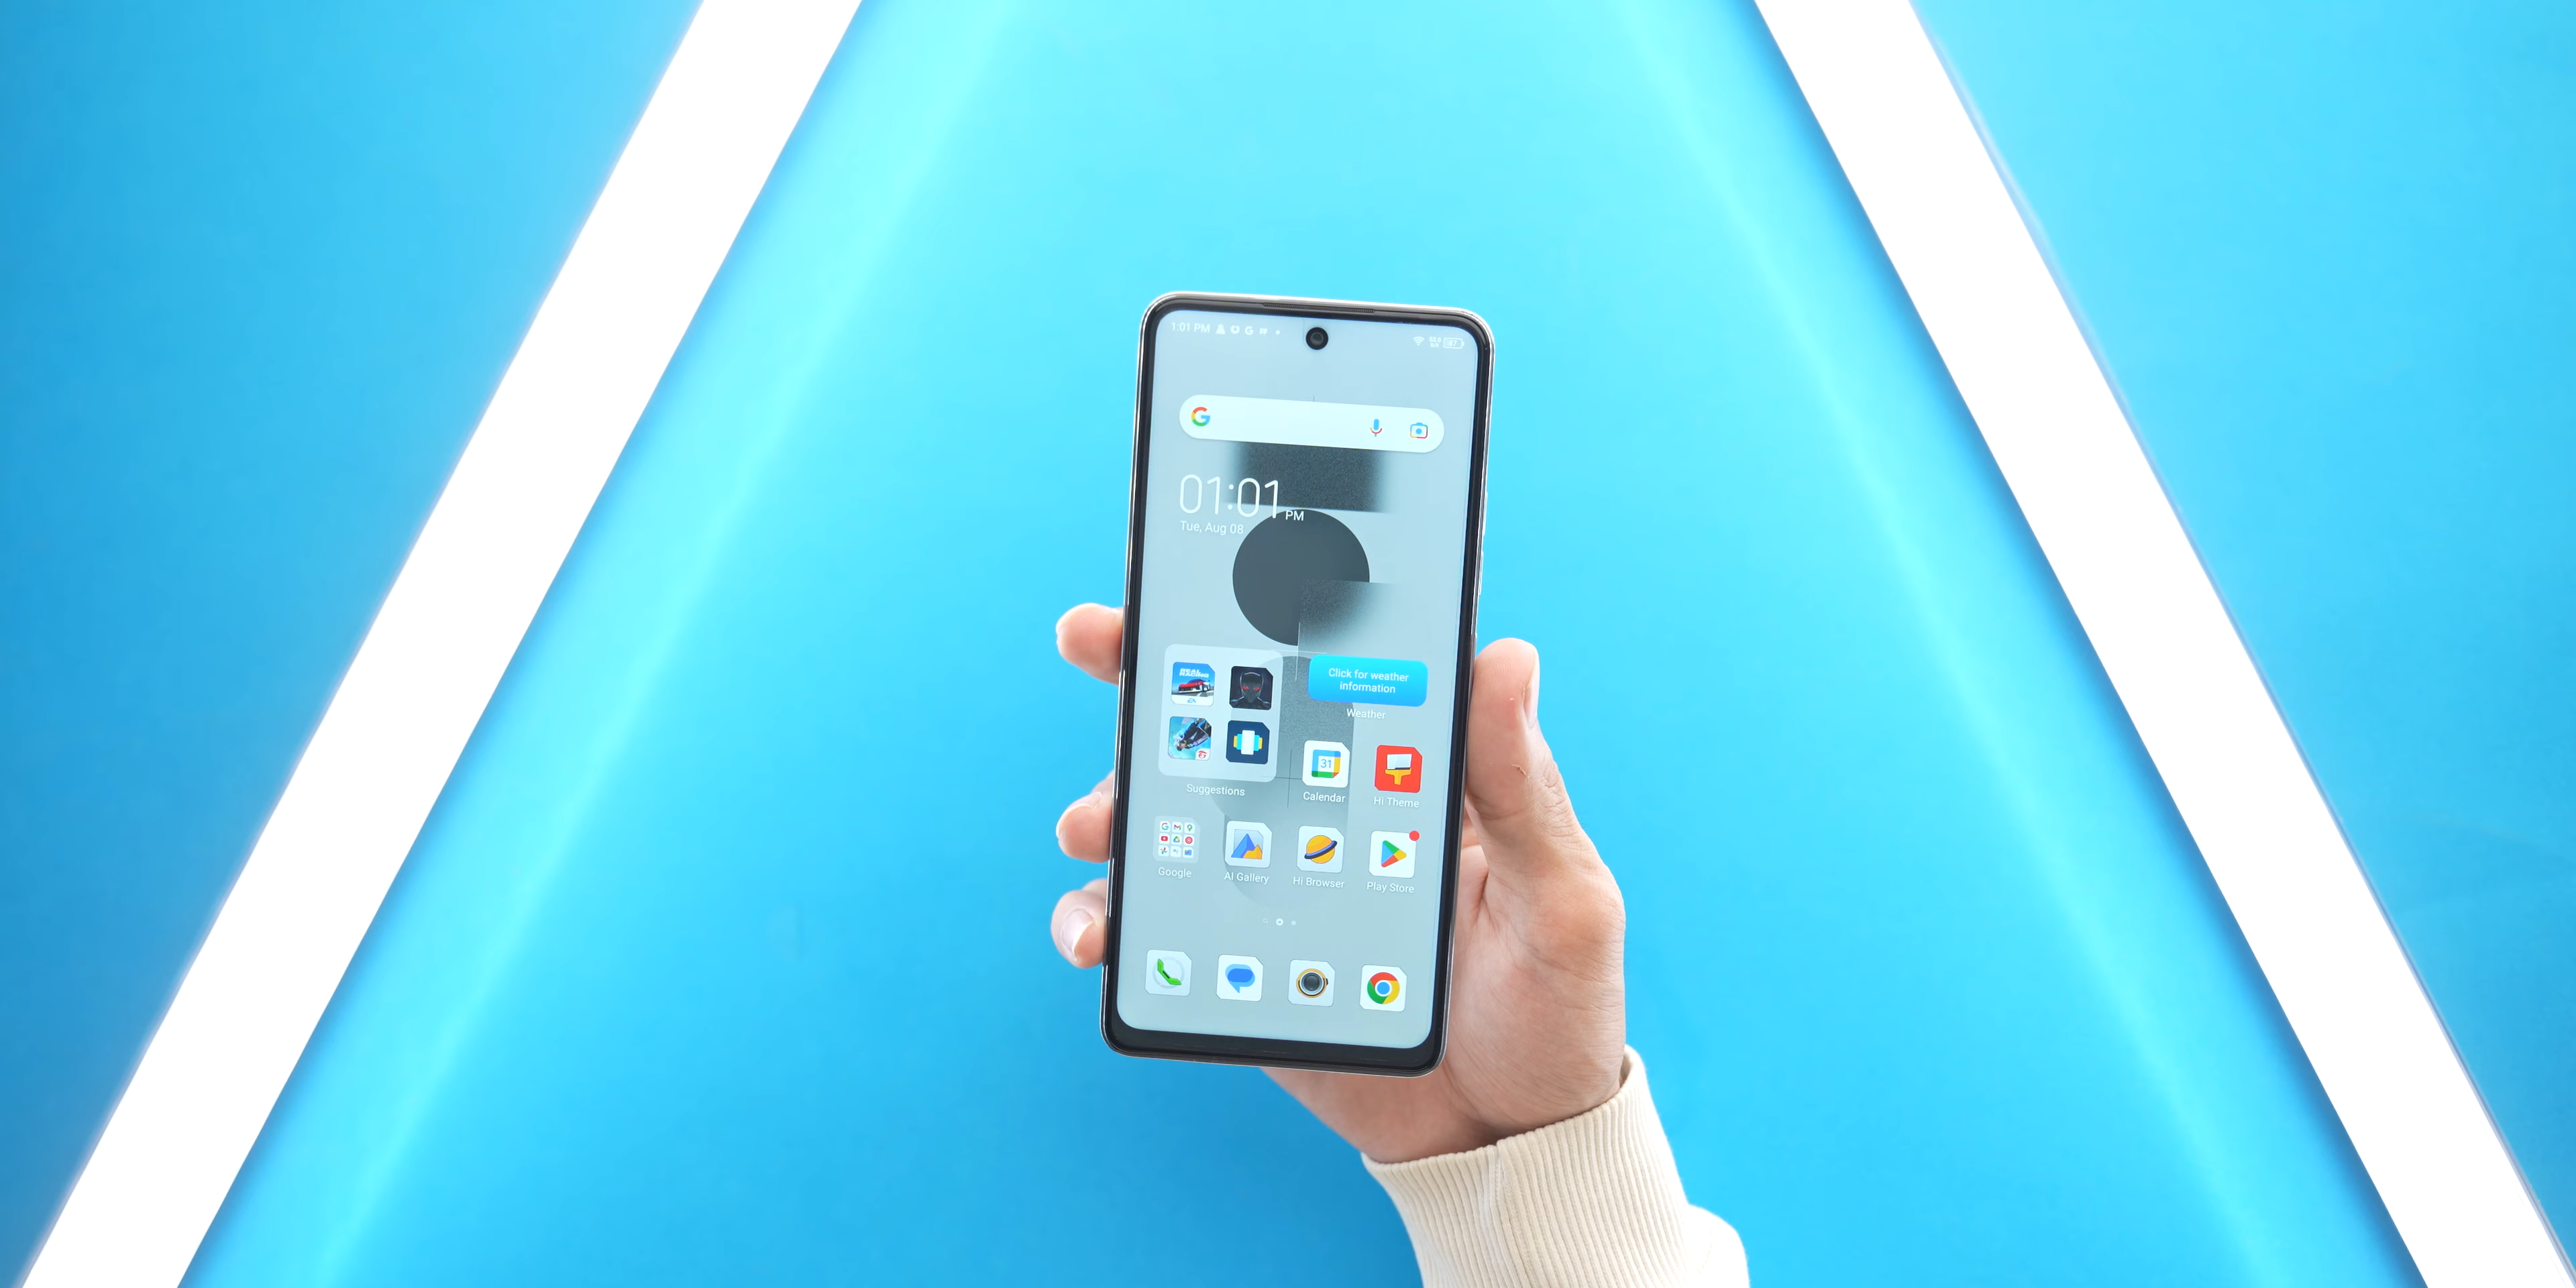 1:01 PM
01:01 PM
Tue, Aug 08
Click for weather
information
Weather
31
Suggestions
Calendar
Hi Theme
Google
AI Gallery
Hi Browser
Play Store